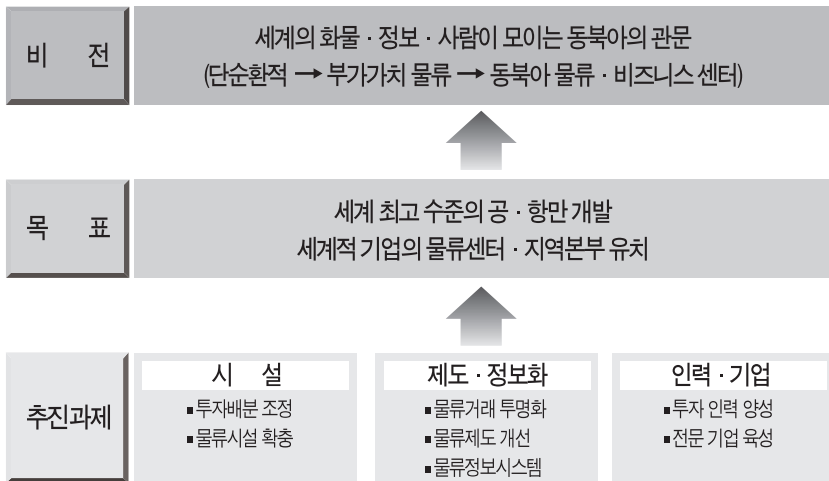 비 전
세계의 화물 · 정보 · 사람이 모이는 동북아의 관문
(단순환적 → 부가가치 물류 → 동북아 물류 · 비즈니스 센터)
목 표
세계 최고 수준의 공 · 항만 개발
세계적 기업의 물류센터 · 지역본부 유치
추진과제
시 설
■투자배분 조정
■물류시설 확충
제도 · 정보화
■물류거래 투명화
■물류제도 개선
■물류정보시스템
인력 · 기업
■투자 인력 양성
■전문 기업 육성